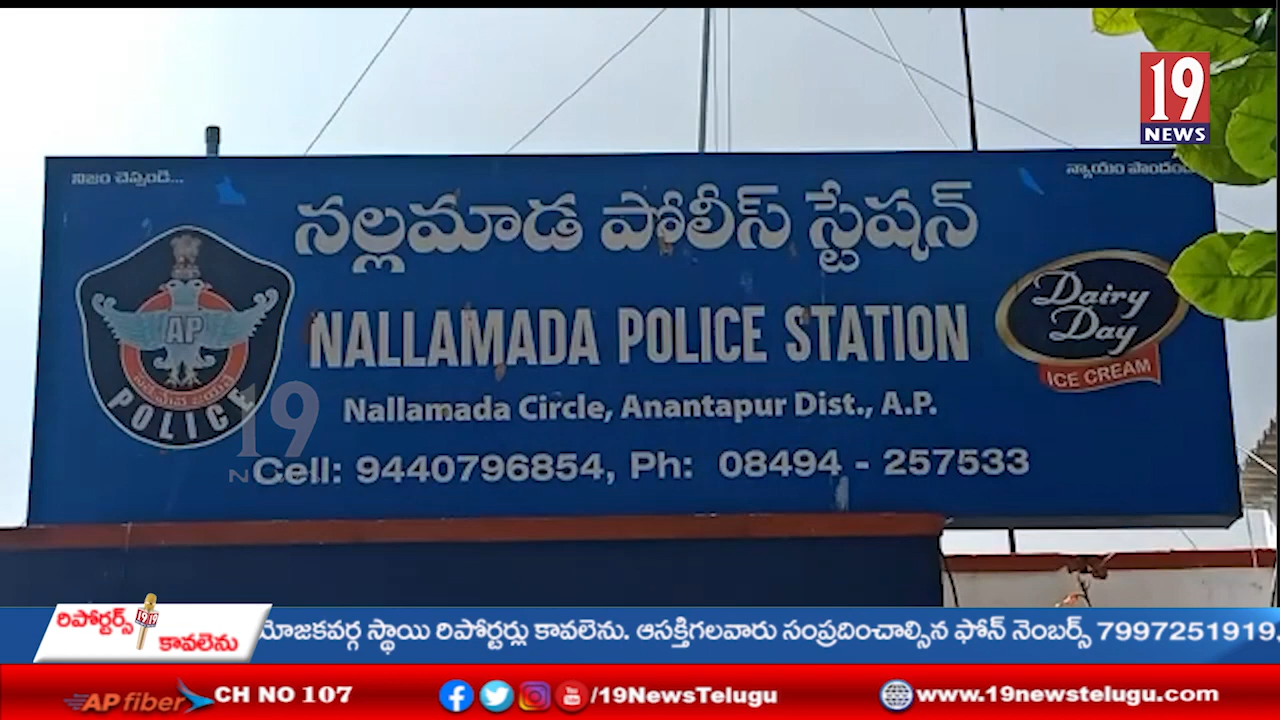 19
NEWS
నిజం చెప్పండి...
నల్లమాడ పోలీస్ స్టేషన్
AP
POLICE
NALLAMADA POLICE STATION
Dairy
Day
ICE CREAM
Nallamada Circle, Anantapur Dist., A.P.
Cell: 9440796854, Ph: 08494 - 257533
19
రిపోర్టర్స్
కావలెను
స్థాయి రిపోర్టర్లు కావలెను. ఆసక్తిగలవారు సంప్రదించాల్సిన ఫోన్ నెంబర్స్ 7997251919,
AP fiber CH NO 107 /19NewsTelugu www.19newstelugu.com